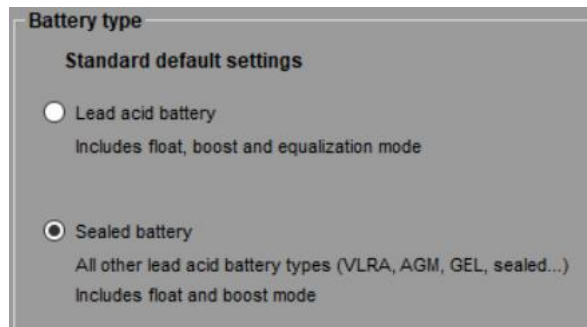 Battery type
Standard default settings
Lead acid battery
Includes float, boost and equalization mode
Sealed battery
All other lead acid battery types (VLRA, AGM, GEL, sealed...)
Includes float and boost mode